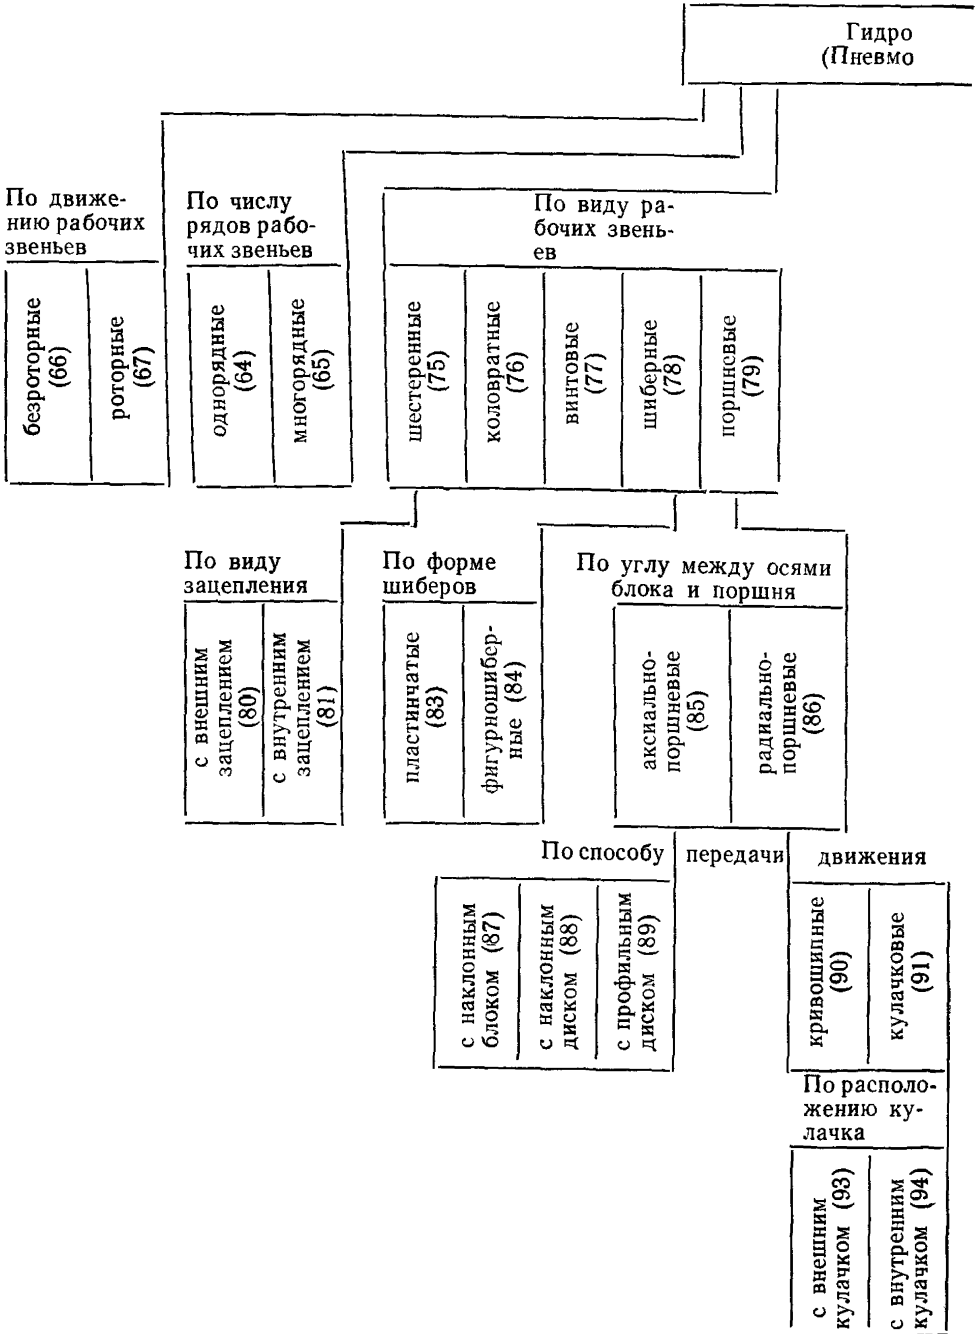 Гидро
(Пневмо
По движе-
нию рабочих
звеньев
безроторные
(66)
роторные
(67)
По числу
рядов рабо-
чих звеньев
однорядные
(64)
многорядные
(65)
По виду ра-
бочих звень-
ев
шестеренные
(75)
коловратные
(76)
винтовые
(77)
шиберные
(78)
поршневые
(79)
По виду
зацепления
с внешним
зацеплением
(80)
с внутренним
зацеплением
(81)
По форме
шиберов
пластинчатые
(83)
фигурношибер-
ные (84)
По углу между осями
блока и поршня
аксиально-
поршневые
(85)
радиально-
поршневые
(86)
По способу передачи движения
с наклонным
блоком (87)
с наклонным
диском (88)
с профильным
диском (89)
кривошипные
(90)
кулачковые
(91)
По располо-
жению ку-
лачка
с внешним
кулачком (93)
с внутренним
кулачком (94)